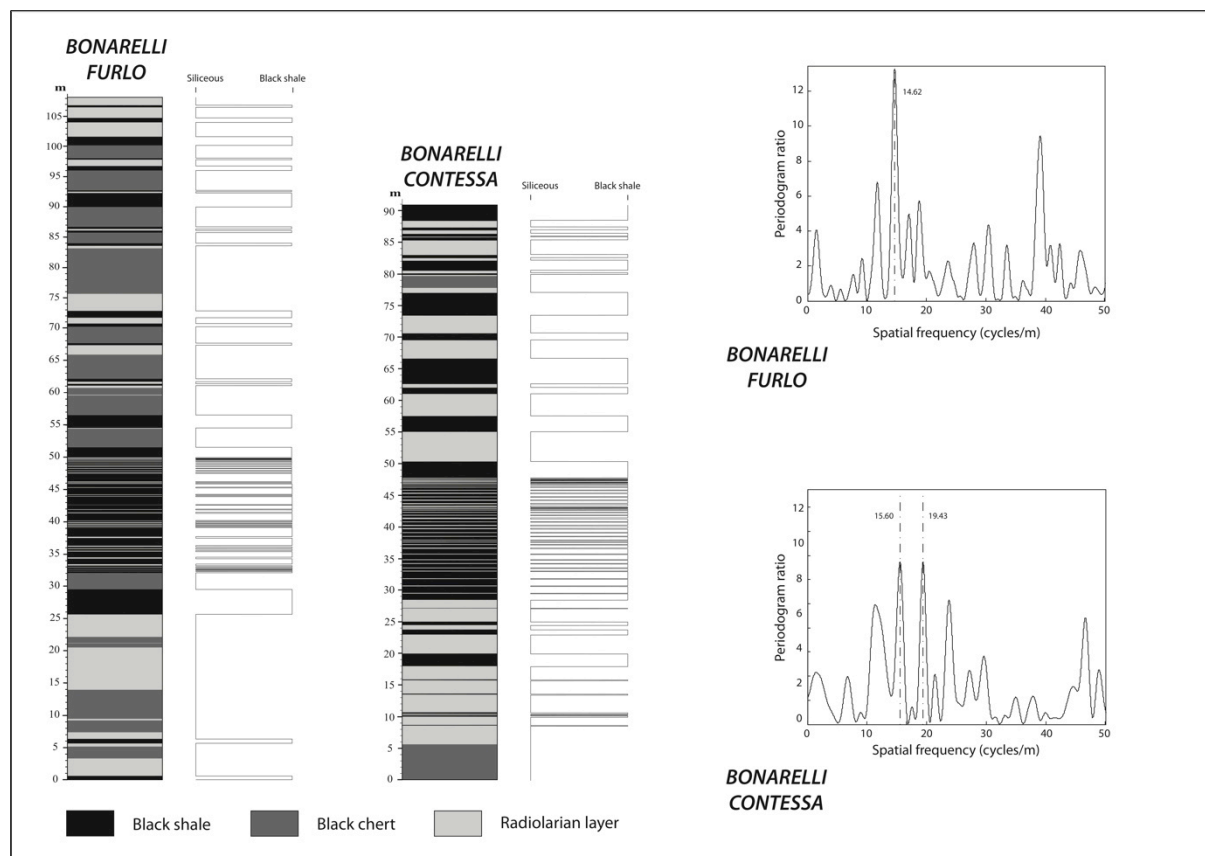 BONARELLI
FURLO
m
Siliceous
Black shale
105
100
95
90
85
80
75
70
65
60
55
50
45
40
35
30
25
20
15
10
5
0
BONARELLI
CONTESSA
m
Siliceous
Black shale
90
85
80
75
70
65
60
55
50
45
40
35
30
25
20
15
10
5
0
Black shale
Black chert
Radiolarian layer
Periodogram ratio
12
10
8
6
4
2
0
14.62
0 10 20 30 40 50
Spatial frequency (cycles/m)
BONARELLI
FURLO
Periodogram ratio
12
10
8
6
4
2
0
15.60
19.43
0 10 20 30 40 50
Spatial frequency (cycles/m)
BONARELLI
CONTESSA